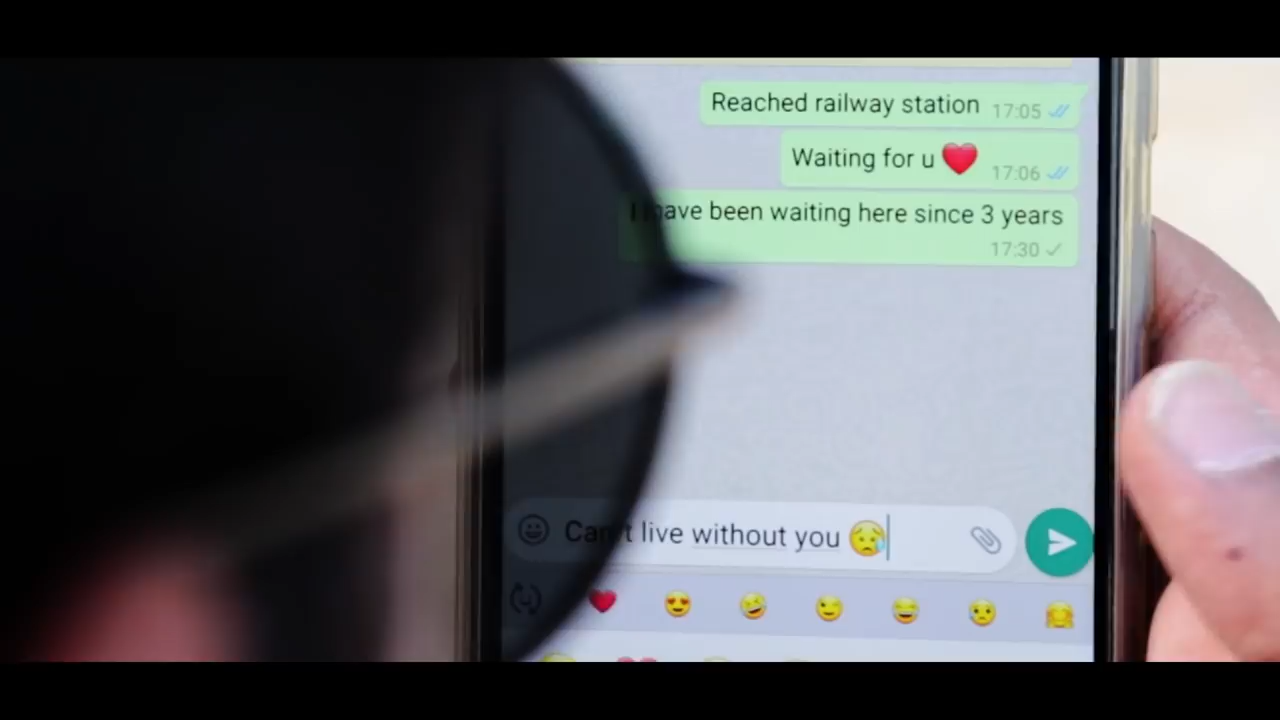 Reached railway station 17:05
Waiting for u ❤️ 17:06
I have been waiting here since 3 years
17:30
Can't live without you 😥